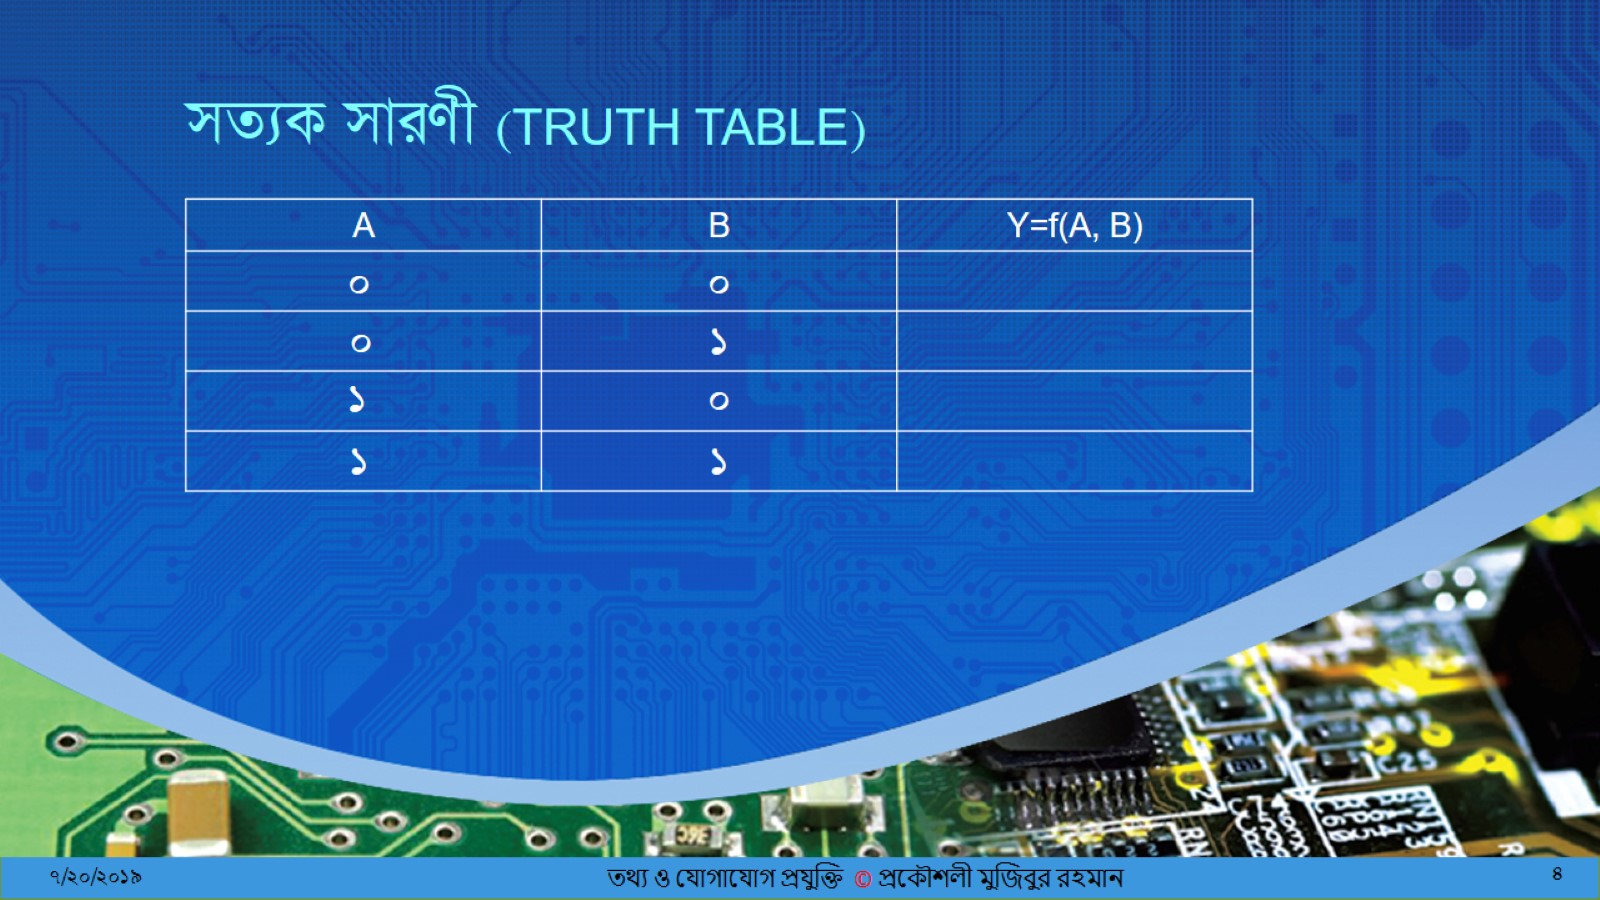 সত্যক সারণী (TRUTH TABLE)
A B Y=f(A, B)
০ ০
০ ১
১ ০
১ ১
C25
৭/২০/২০১৯ তথ্য ও যোগাযোগ প্রযুক্তি © প্রকৌশলী মুজিবুর রহমান ৪